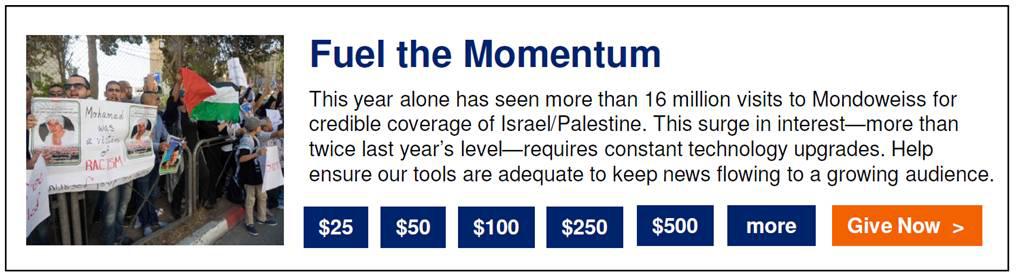 Mohamed
was
a victim
of
RACISM
Fuel the Momentum
This year alone has seen more than 16 million visits to Mondoweiss for
credible coverage of Israel/Palestine. This surge in interest—more than
twice last year's level—requires constant technology upgrades. Help
ensure our tools are adequate to keep news flowing to a growing audience.
$25 $50 $100 $250 $500 more Give Now >